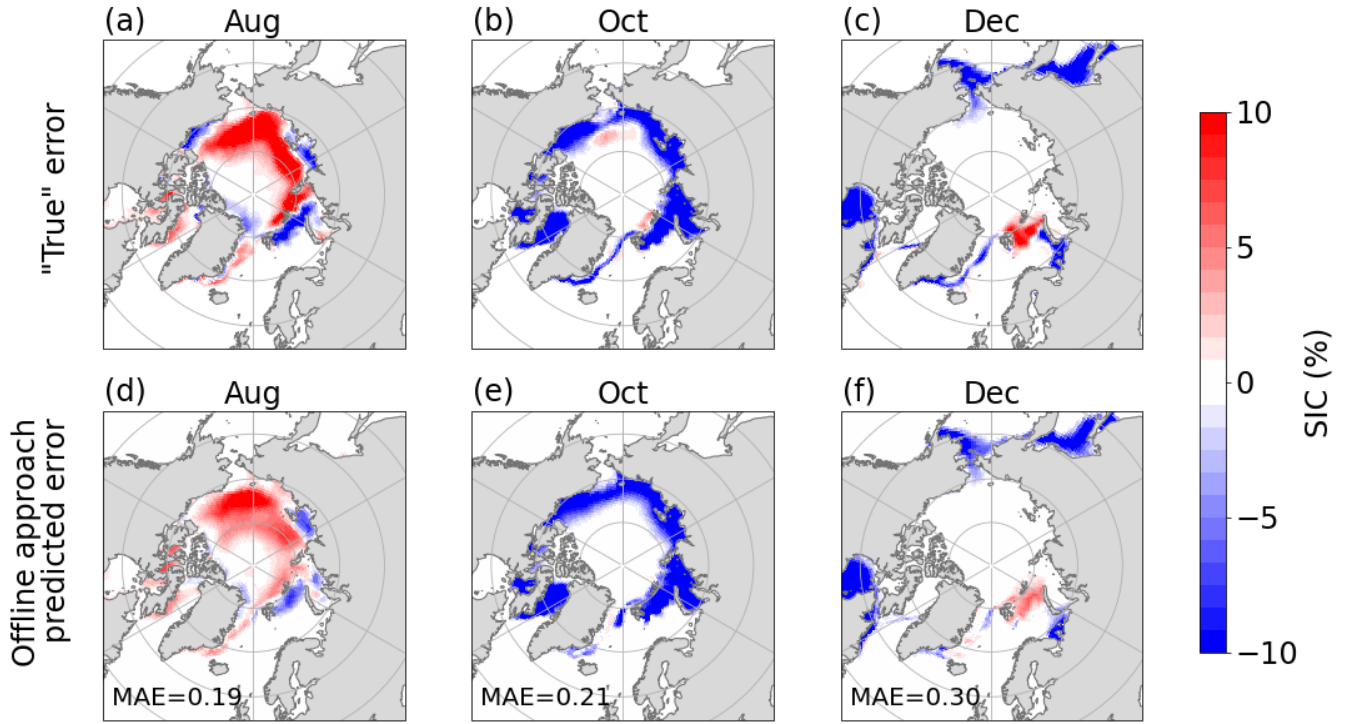 (a) Aug
(b) Oct
(c) Dec
"True" error
(d) Aug
(e) Oct
(f) Dec
Offline approach
predicted error
MAE=0.19
MAE=0.21
MAE=0.30
10
5
0
−5
−10
SIC (%)